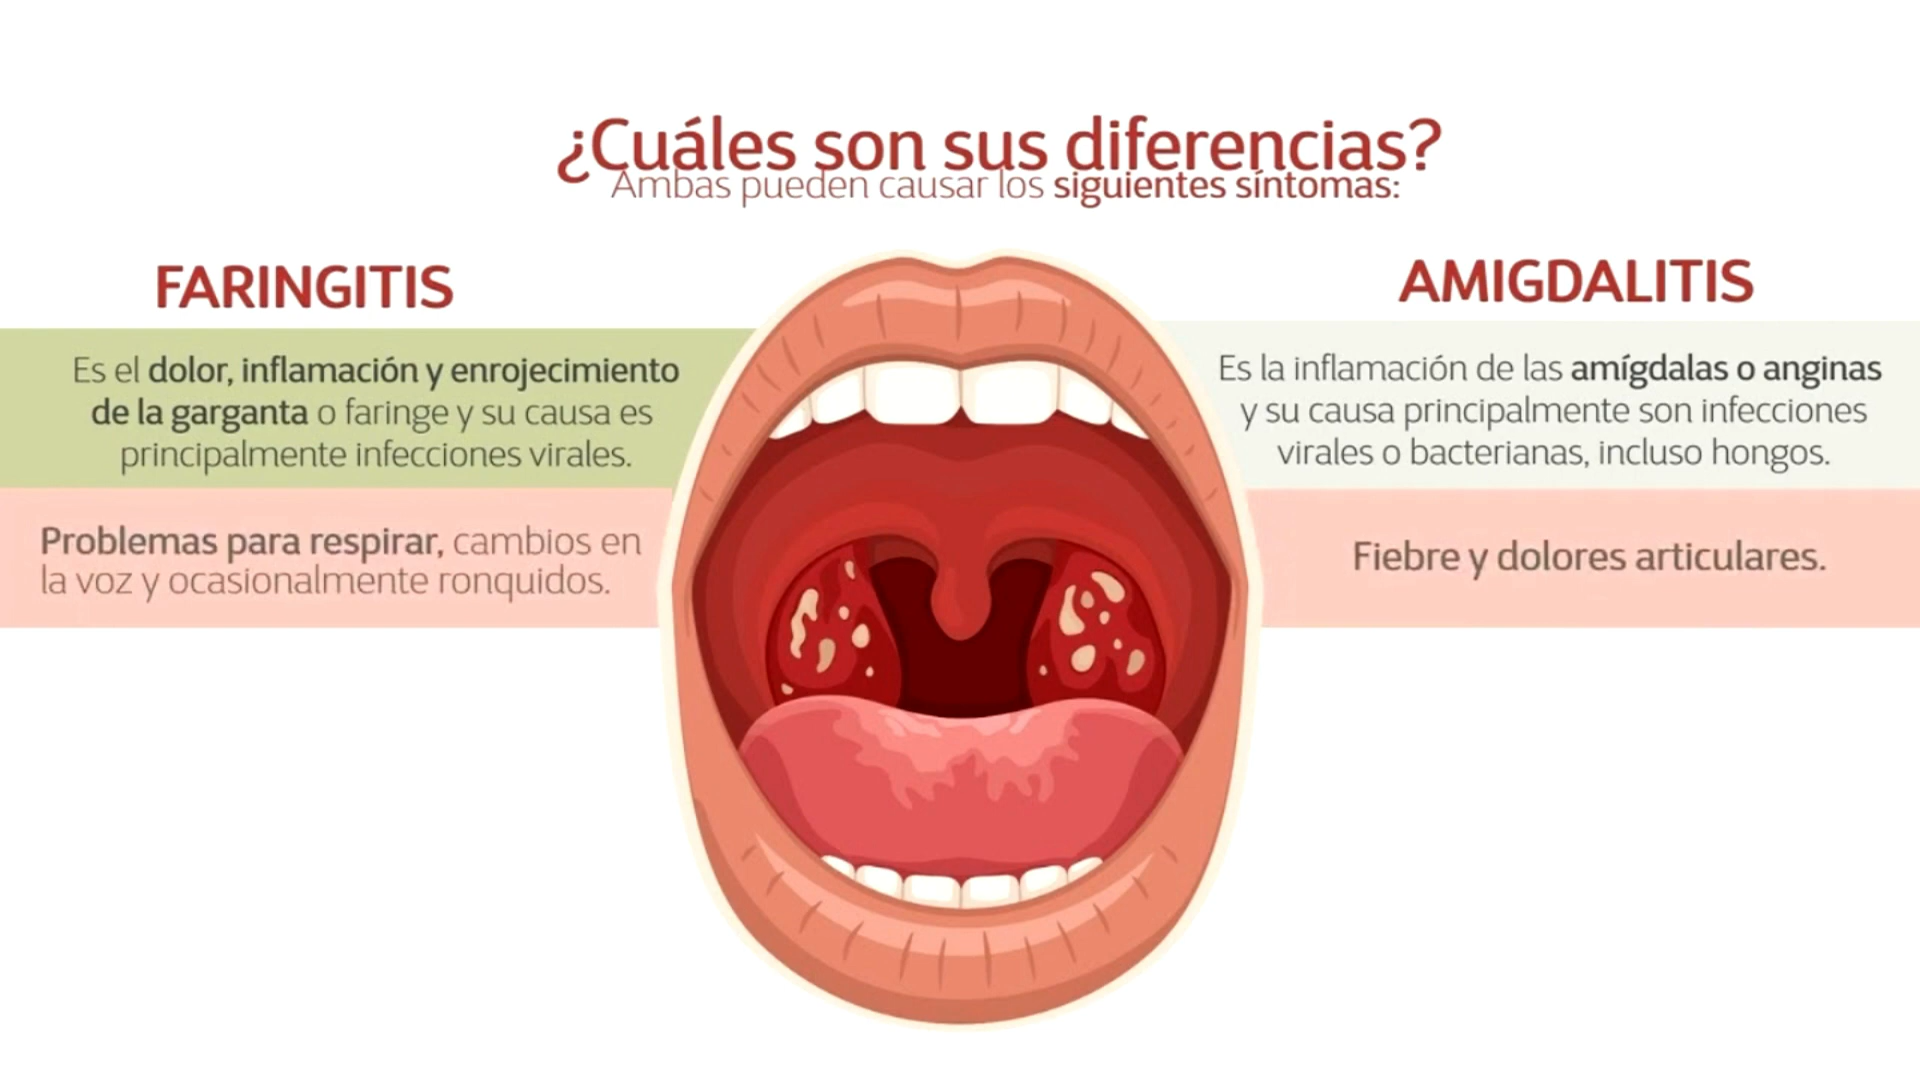 ¿Cuáles son sus diferencias?
Ambas pueden causar los siguientes síntomas:
FARINGITIS
Es el dolor, inflamación y enrojecimiento
de la garganta o faringe y su causa es
principalmente infecciones virales.
Problemas para respirar, cambios en
la voz y ocasionalmente ronquidos.
AMIGDALITIS
Es la inflamación de las amígdalas o anginas
y su causa principalmente son infecciones
virales o bacterianas, incluso hongos.
Fiebre y dolores articulares.